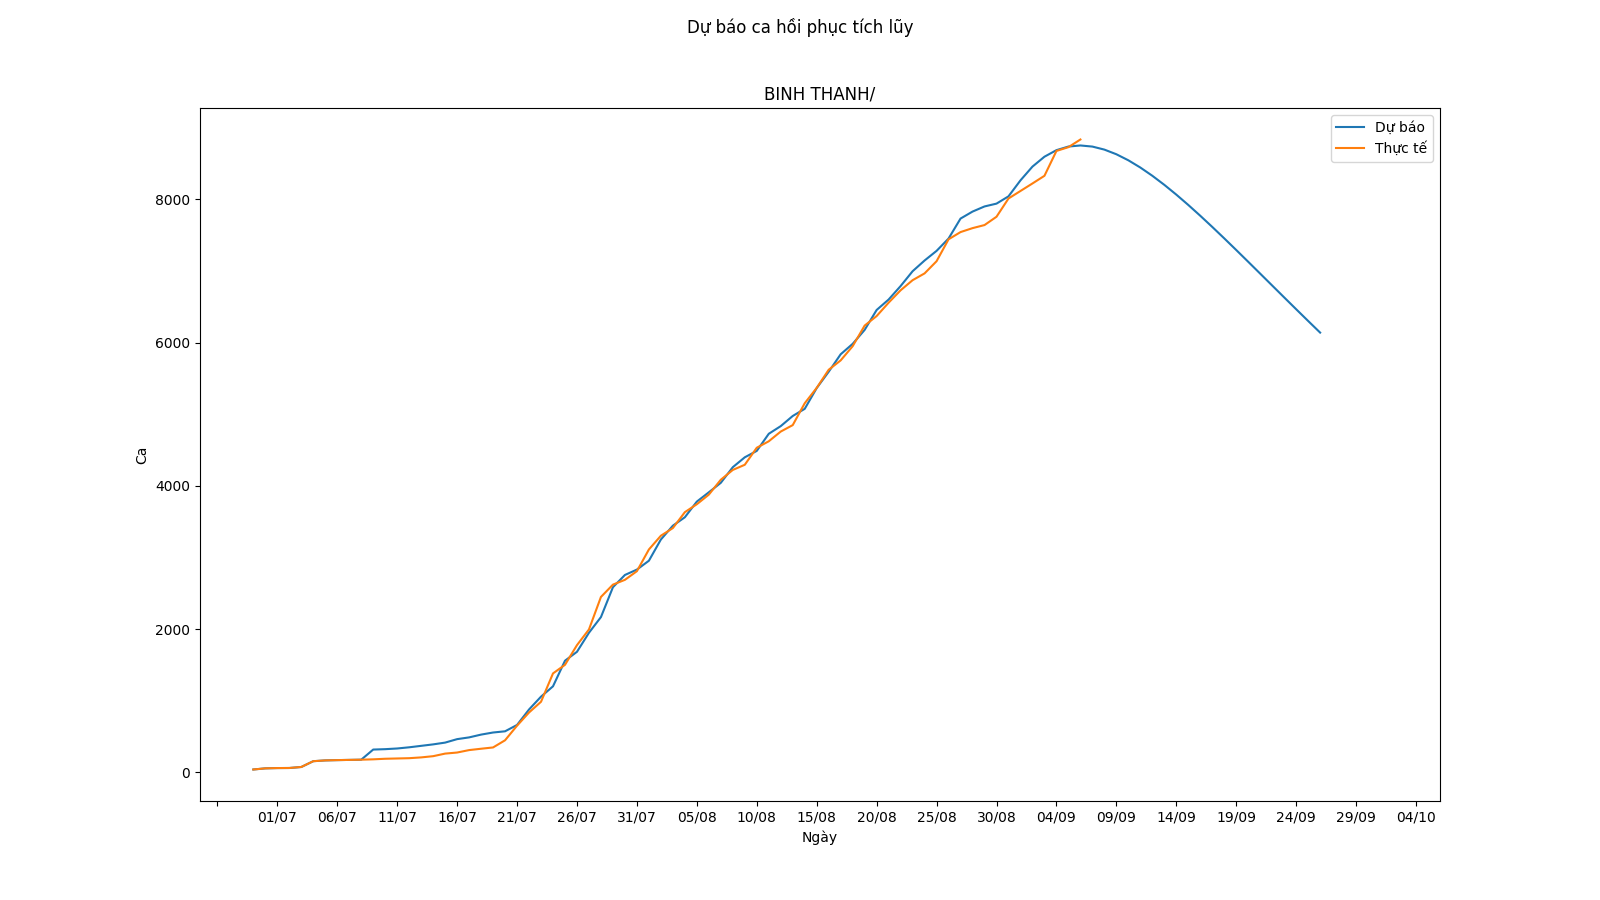 Dự báo ca hồi phục tích lũy
BINH THANH/
Dự báo
Thực tế
8000
6000
4000
2000
0
Ca
01/07 06/07 11/07 16/07 21/07 26/07 31/07 05/08 10/08 15/08 20/08 25/08 30/08 04/09 09/09 14/09 19/09 24/09 29/09 04/10
Ngày